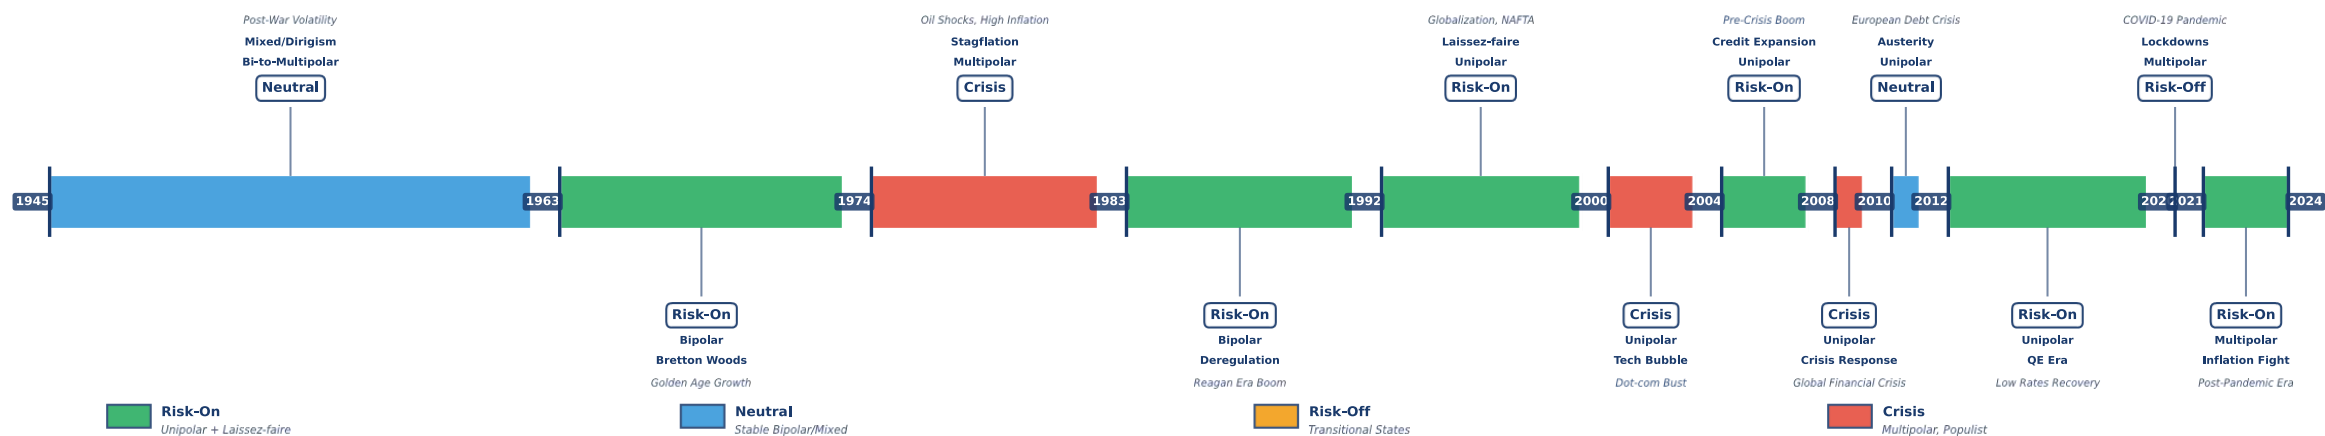 Post-War Volatility
Mixed/Dirigism
Bi-to-Multipolar
Neutral
Oil Shocks, High Inflation
Stagflation
Multipolar
Crisis
Globalization, NAFTA
Laissez-faire
Unipolar
Risk-On
Pre-Crisis Boom
Credit Expansion
Unipolar
Risk-On
European Debt Crisis
Austerity
Unipolar
Neutral
COVID-19 Pandemic
Lockdowns
Multipolar
Risk-Off
1945 1963 1974 1983 1992 2000 2004 2008 2010 2012 2021 2024
Risk-On
Bipolar
Bretton Woods
Golden Age Growth
Risk-On
Bipolar
Deregulation
Reagan Era Boom
Crisis
Unipolar
Tech Bubble
Dot-com Bust
Crisis
Unipolar
Crisis Response
Global Financial Crisis
Risk-On
Unipolar
QE Era
Low Rates Recovery
Risk-On
Multipolar
Inflation Fight
Post-Pandemic Era
Risk-On
Unipolar + Laissez-faire
Neutral
Stable Bipolar/Mixed
Risk-Off
Transitional States
Crisis
Multipolar, Populist